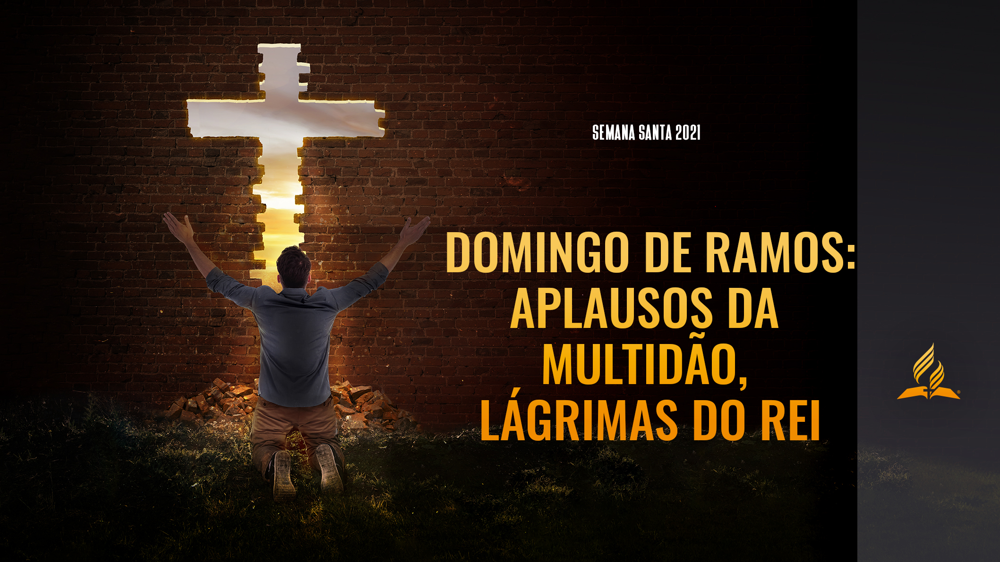 SEMANA SANTA 2021
DOMINGO DE RAMOS:
APLAUSOS DA
MULTIDÃO,
LÁGRIMAS DO REI
®